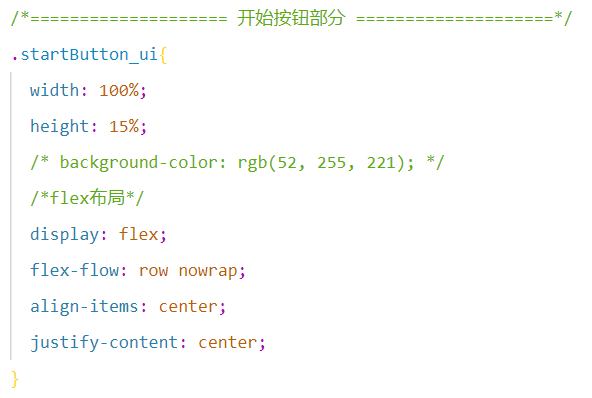 /*==================== 开始按钮部分 ====================*/
.startButton_ui{
width: 100%;
height: 15%;
/* background-color: rgb(52, 255, 221); */
/*flex布局*/
display: flex;
flex-flow: row nowrap;
align-items: center;
justify-content: center;
}